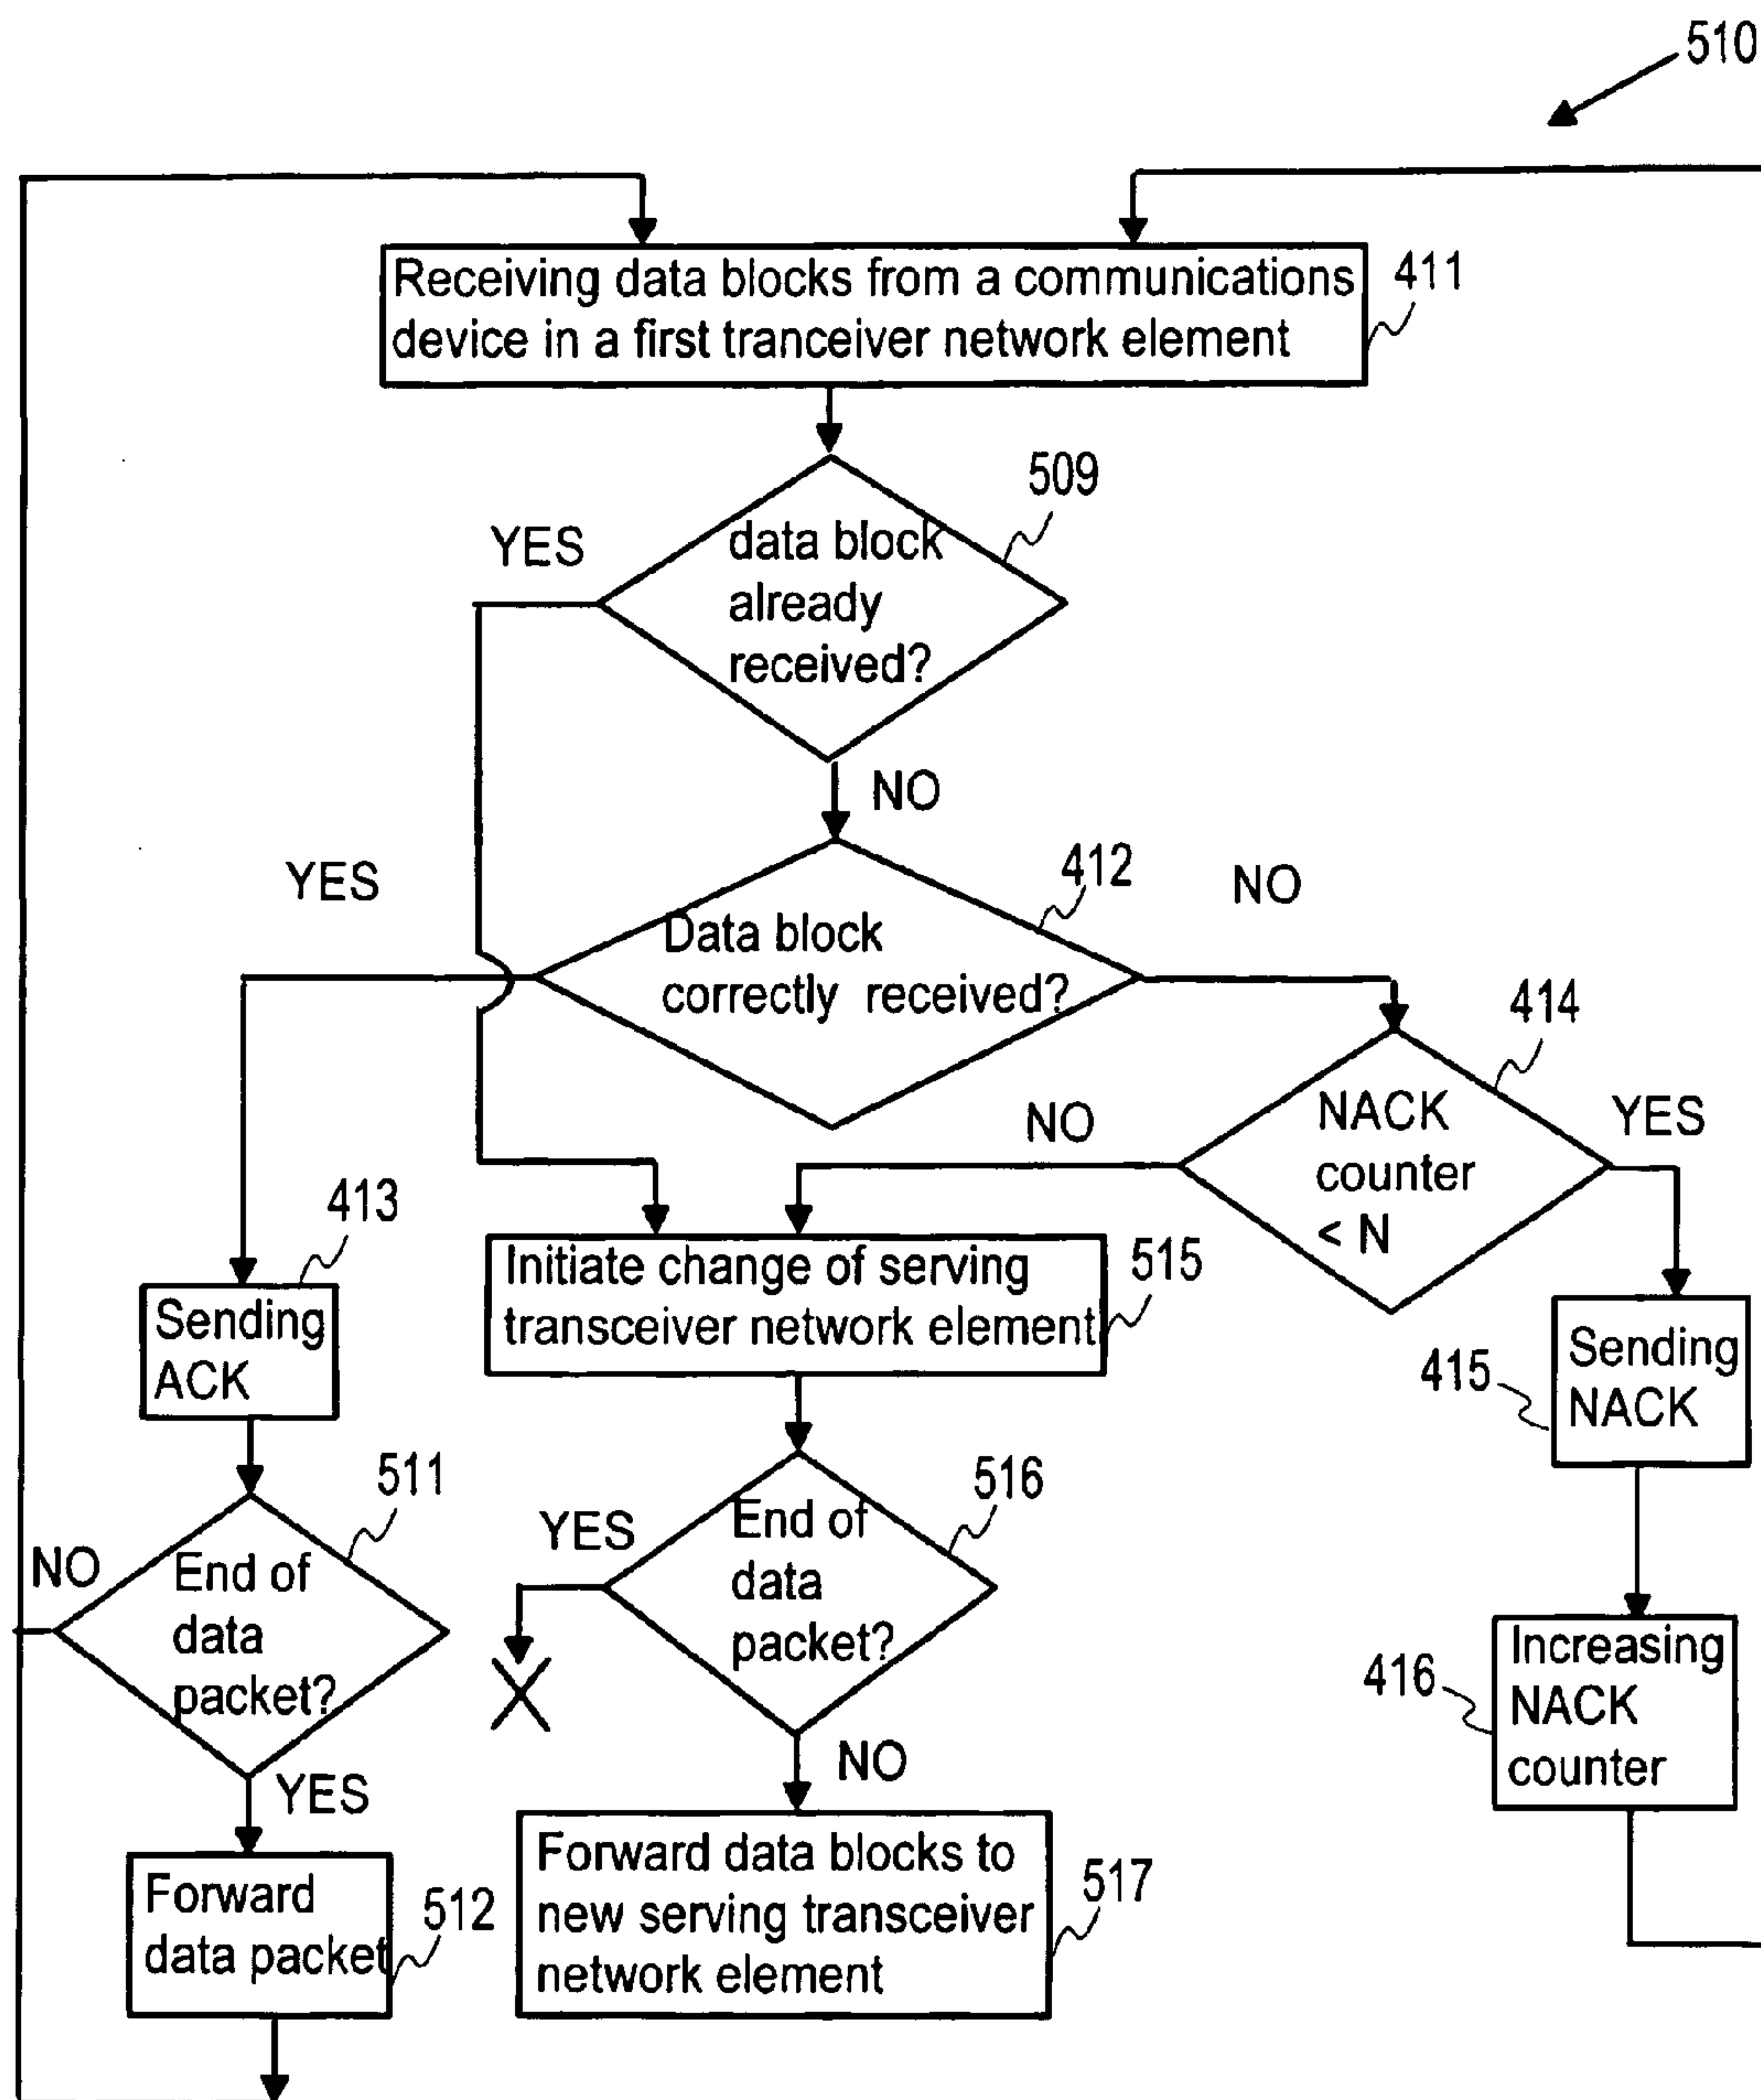 510
Receiving data blocks from a communications
device in a first tranceiver network element
411
509
YES
data block
already
received?
NO
YES
412
NO
Data block
correctly received?
414
NO
NACK
counter
< N
YES
413
Sending
ACK
Initiate change of serving
transceiver network element
515
415
Sending
NACK
511
NO
End of
data
packet?
YES
516
YES
End of
data
packet?
NO
416
Increasing
NACK
counter
Forward
data packet
512
Forward data blocks to
new serving transceiver
network element
517